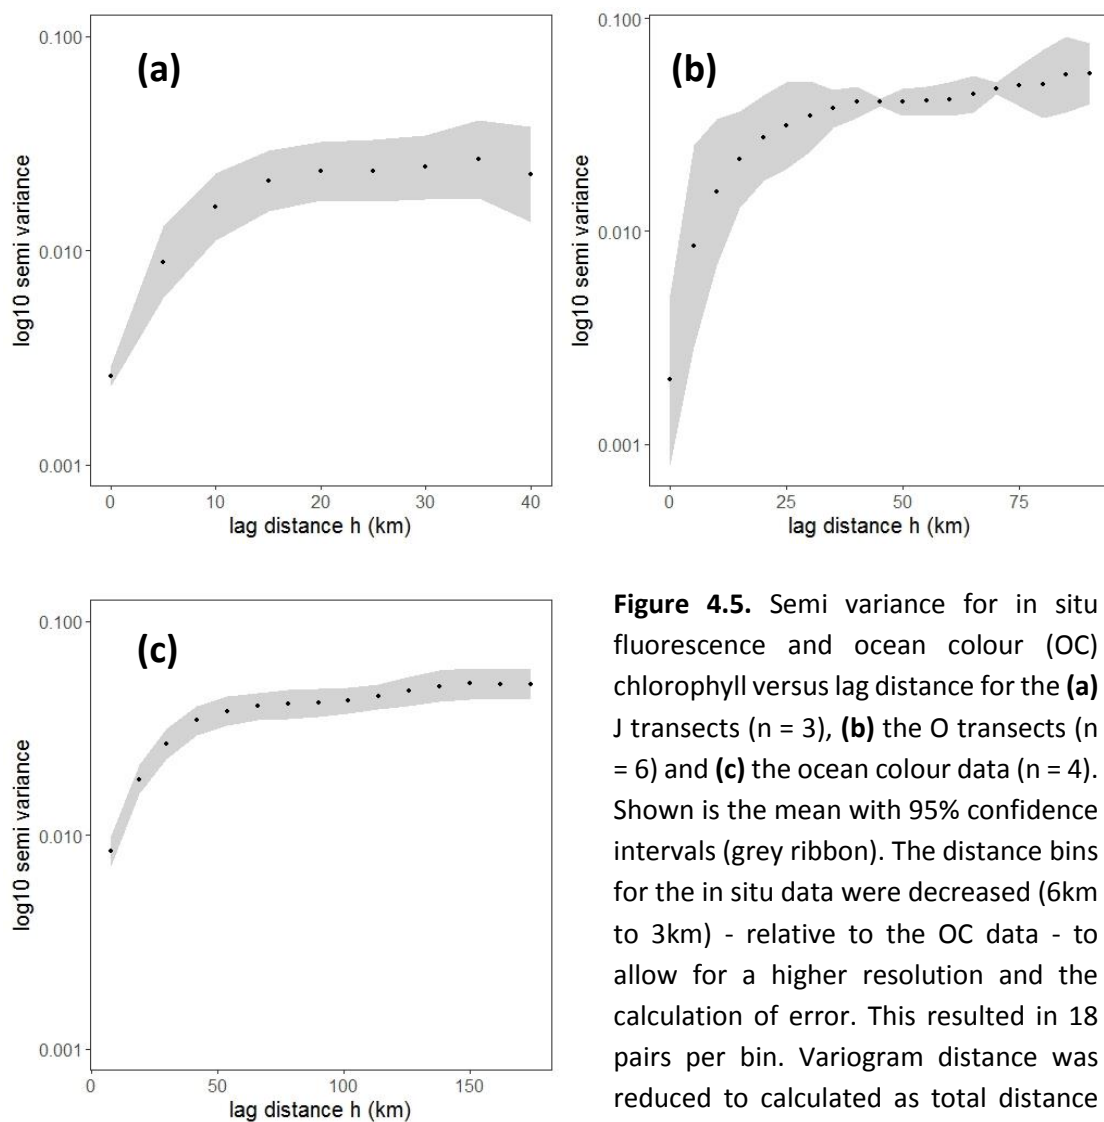 (a)
0.100
0.010
0.001
log10 semi variance
0 10 20 30 40
lag distance h (km)
(b)
0.100
0.010
0.001
log10 semi variance
0 25 50 75
lag distance h (km)
(c)
0.100
0.010
0.001
log10 semi variance
0 50 100 150
lag distance h (km)
Figure 4.5. Semi variance for in situ
fluorescence and ocean colour (OC)
chlorophyll versus lag distance for the (a)
J transects (n = 3), (b) the O transects (n
= 6) and (c) the ocean colour data (n = 4).
Shown is the mean with 95% confidence
intervals (grey ribbon). The distance bins
for the in situ data were decreased (6km
to 3km) - relative to the OC data - to
allow for a higher resolution and the
calculation of error. This resulted in 18
pairs per bin. Variogram distance was
reduced to calculated as total distance